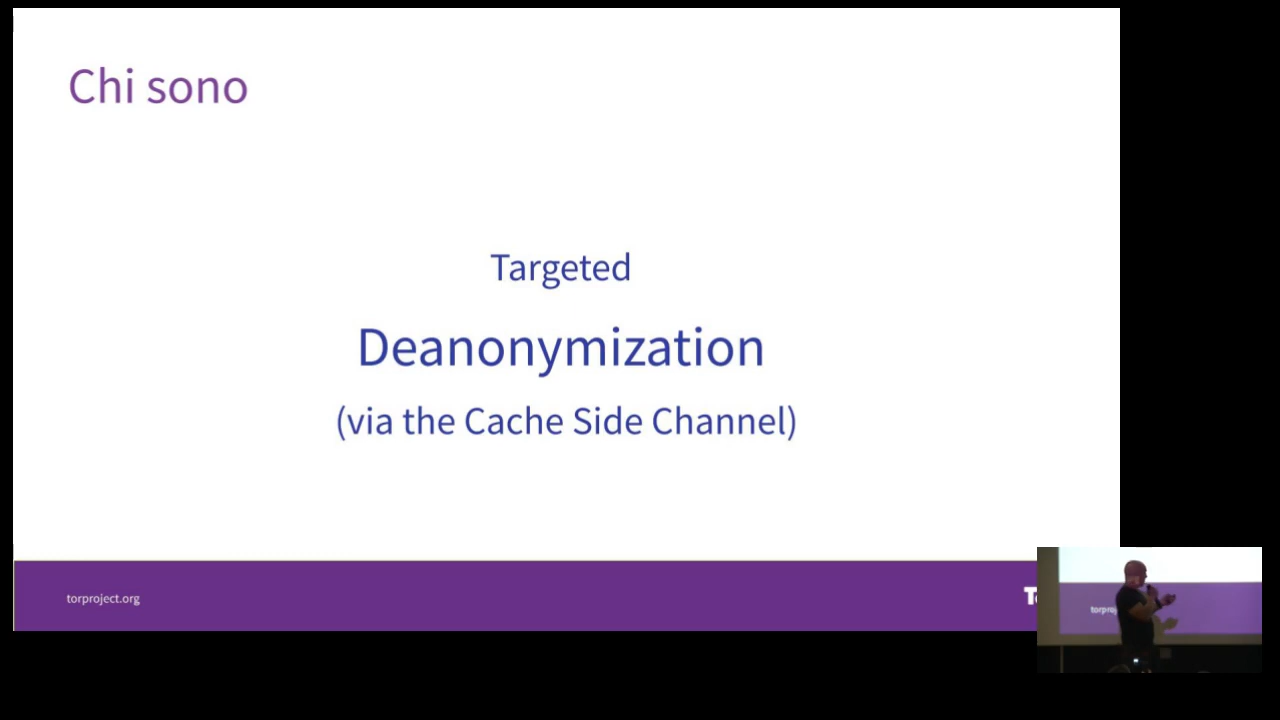 Chi sono
Targeted
Deanonymization
(via the Cache Side Channel)
torproject.org